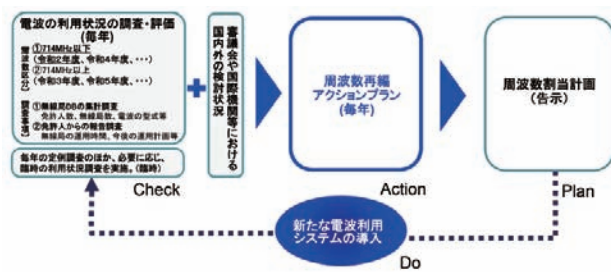 電波の利用状況の調査・評価
(毎年)
電波数区分
①714MHz以下
(令和2年度、令和4年度、・・・)
②714MHz以上
(令和3年度、令和5年度、・・・)
調査事項
①無線局DBの集計調査
免許人数、無線局数、電波の型式等
②免許人からの報告調査
無線局の運用時間、今後の運用計画等
毎年の定例調査のほか、必要に応じ、
臨時の利用状況調査を実施。(臨時)
Check
審議会や国際機関等における
国内外の検討状況
周波数再編
アクションプラン
(毎年)
Action
周波数割当計画
(告示)
Plan
新たな電波利用
システムの導入
Do